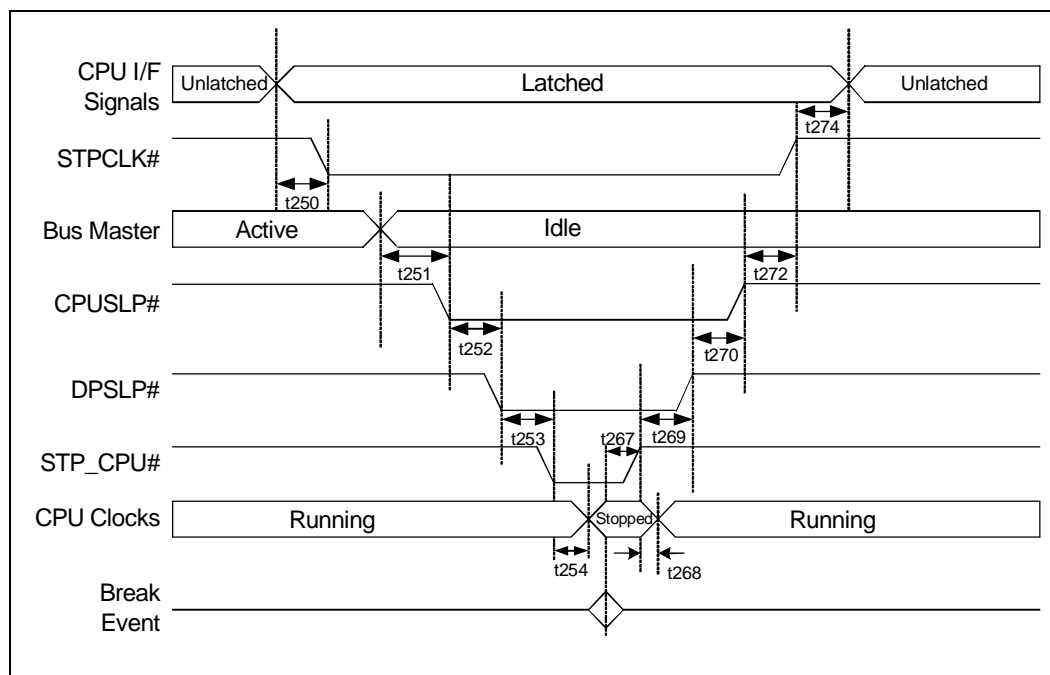 CPU I/F
Signals
Unlatched
Latched
Unlatched
t274
STPCLK#
t250
Bus Master
Active
Idle
t251
t272
CPUSLP#
t252
t270
DPSLP#
t253
t267
t269
STP_CPU#
CPU Clocks
Running
Stopped
Running
t254
t268
Break
Event